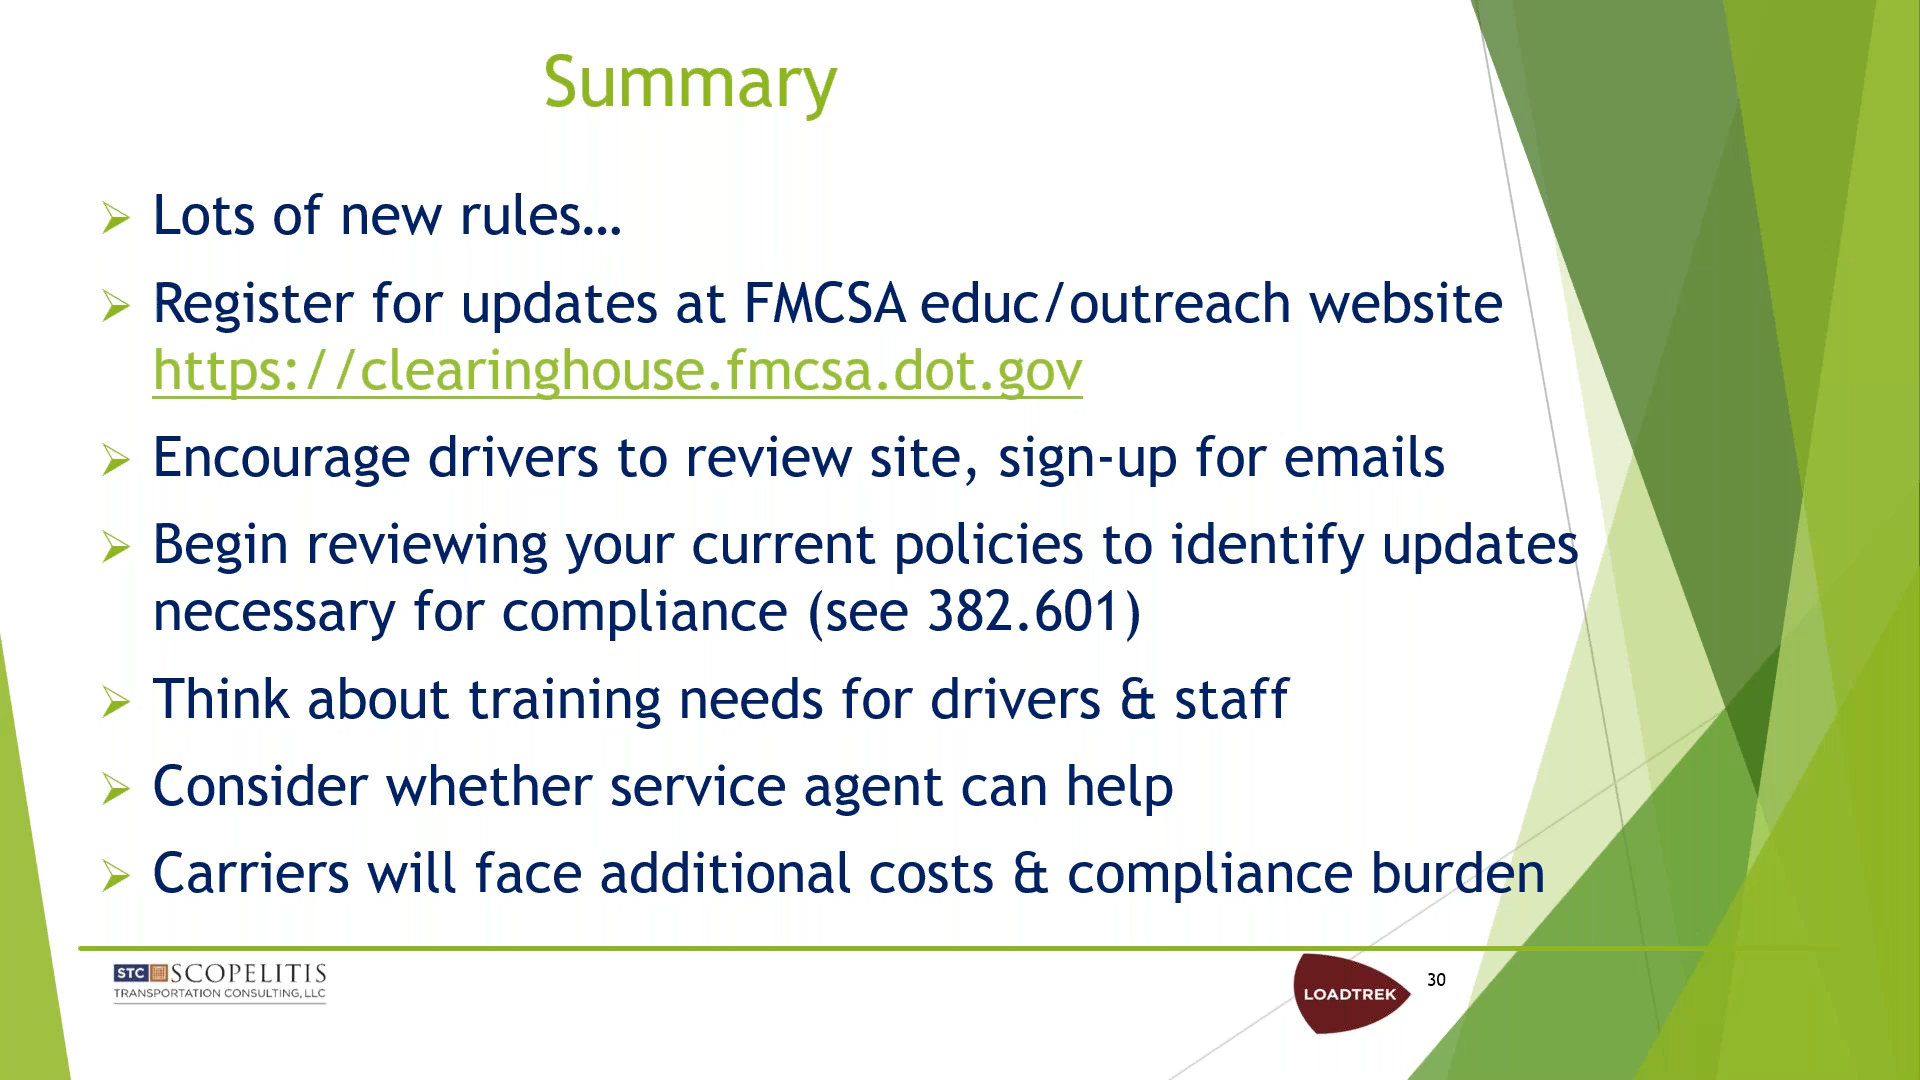 Summary
Lots of new rules…
Register for updates at FMCSA educ/outreach website
https://clearinghouse.fmcsa.dot.gov
Encourage drivers to review site, sign-up for emails
Begin reviewing your current policies to identify updates
necessary for compliance (see 382.601)
Think about training needs for drivers & staff
Consider whether service agent can help
Carriers will face additional costs & compliance burden
STC SCOPELITIS
TRANSPORTATION CONSULTING, LLC
LOADTREK
30